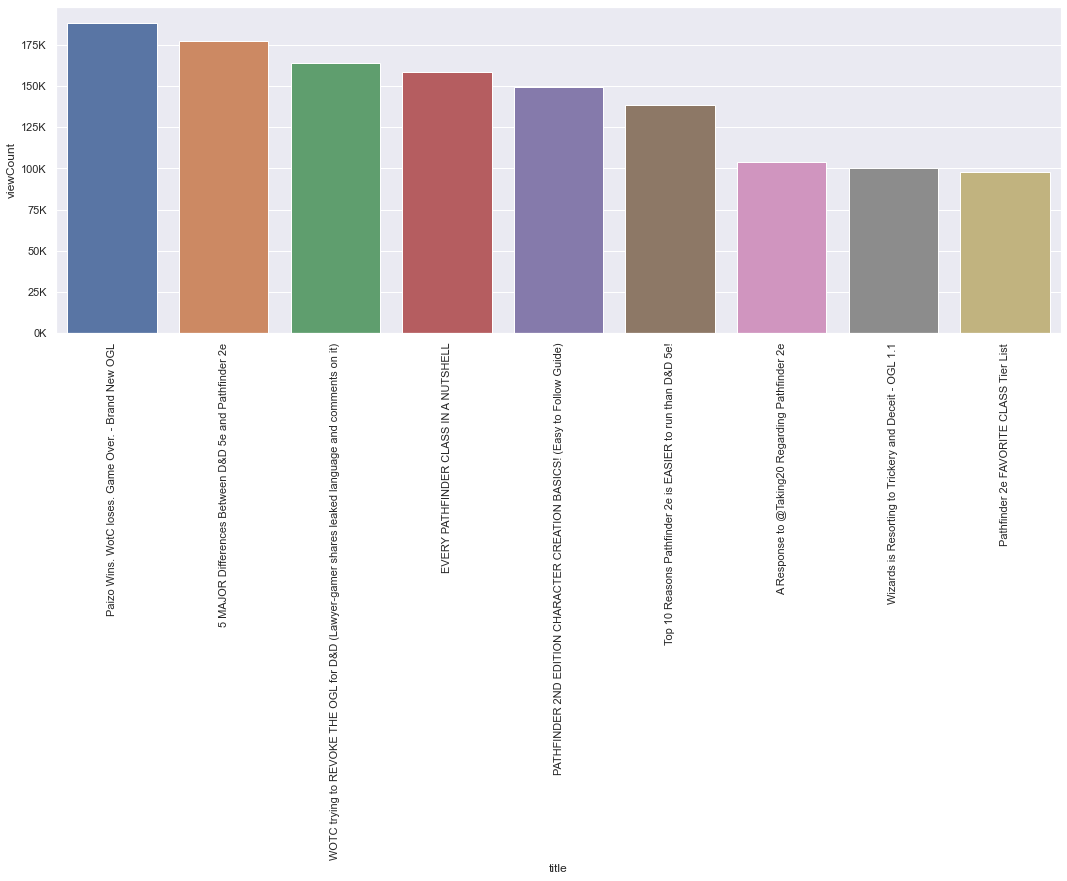 viewCount
175K
150K
125K
100K
75K
50K
25K
0K
Paizo Wins. WotC loses. Game Over. - Brand New OGL
5 MAJOR Differences Between D&D 5e and Pathfinder 2e
WOTC trying to REVOKE THE OGL for D&D (Lawyer-gamer shares leaked language and comments on it)
EVERY PATHFINDER CLASS IN A NUTSHELL
PATHFINDER 2ND EDITION CHARACTER CREATION BASICS! (Easy to Follow Guide)
Top 10 Reasons Pathfinder 2e is EASIER to run than D&D 5e!
A Response to @Taking20 Regarding Pathfinder 2e
Wizards is Resorting to Trickery and Deceit - OGL 1.1
Pathfinder 2e FAVORITE CLASS Tier List
title